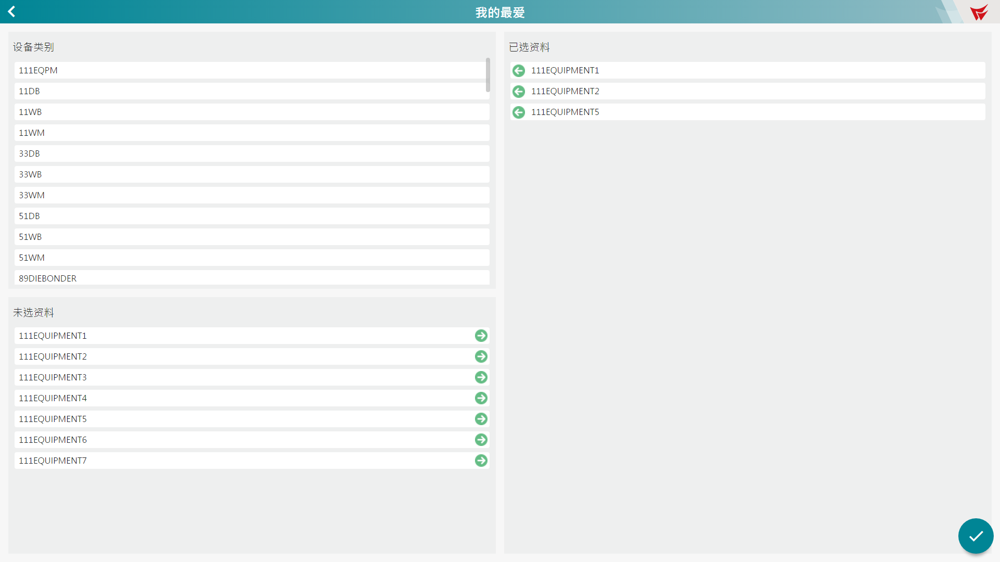 我的最爱
设备类别
111EQPM
11DB
11WB
11WM
33DB
33WB
33WM
51DB
51WB
51WM
89DIEBONDER
未选资料
111EQUIPMENT1
111EQUIPMENT2
111EQUIPMENT3
111EQUIPMENT4
111EQUIPMENT5
111EQUIPMENT6
111EQUIPMENT7
已选资料
111EQUIPMENT1
111EQUIPMENT2
111EQUIPMENT5